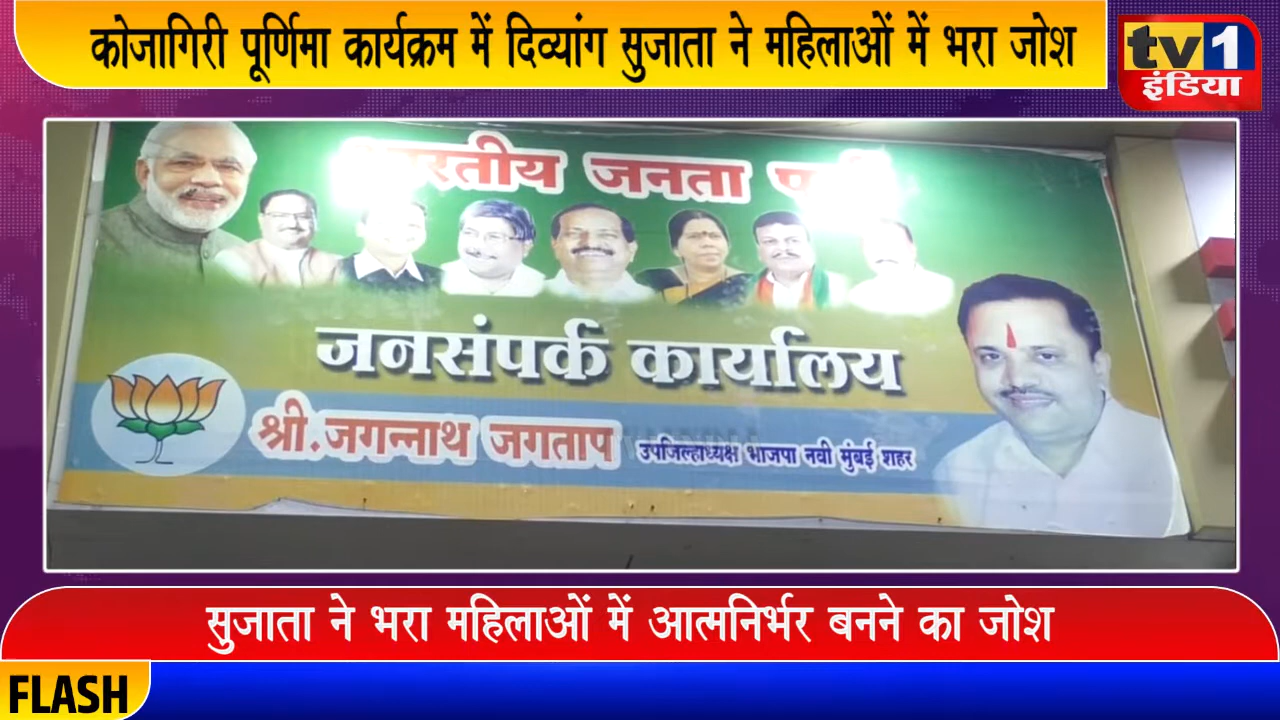 कोजागिरी पूर्णिमा कार्यक्रम में दिव्यांग सुजाता ने महिलाओं में भरा जोश
tv1
इंडिया
जनता
जनसंपर्क कार्यालय
श्री.जगन्नाथ जगताप
उपजिल्हाध्यक्ष भाजपा नवी मुंबई शहर
सुजाता ने भरा महिलाओं में आत्मनिर्भर बनने का जोश
FLASH